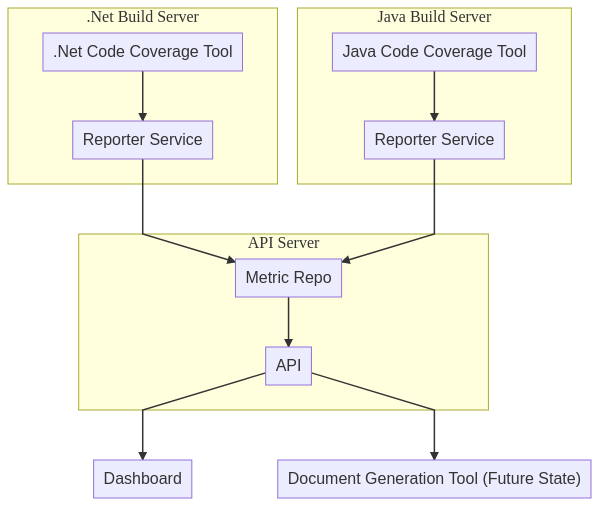 .Net Build Server
Java Build Server
.Net Code Coverage Tool
Java Code Coverage Tool
Reporter Service
Reporter Service
API Server
Metric Repo
API
Dashboard
Document Generation Tool (Future State)